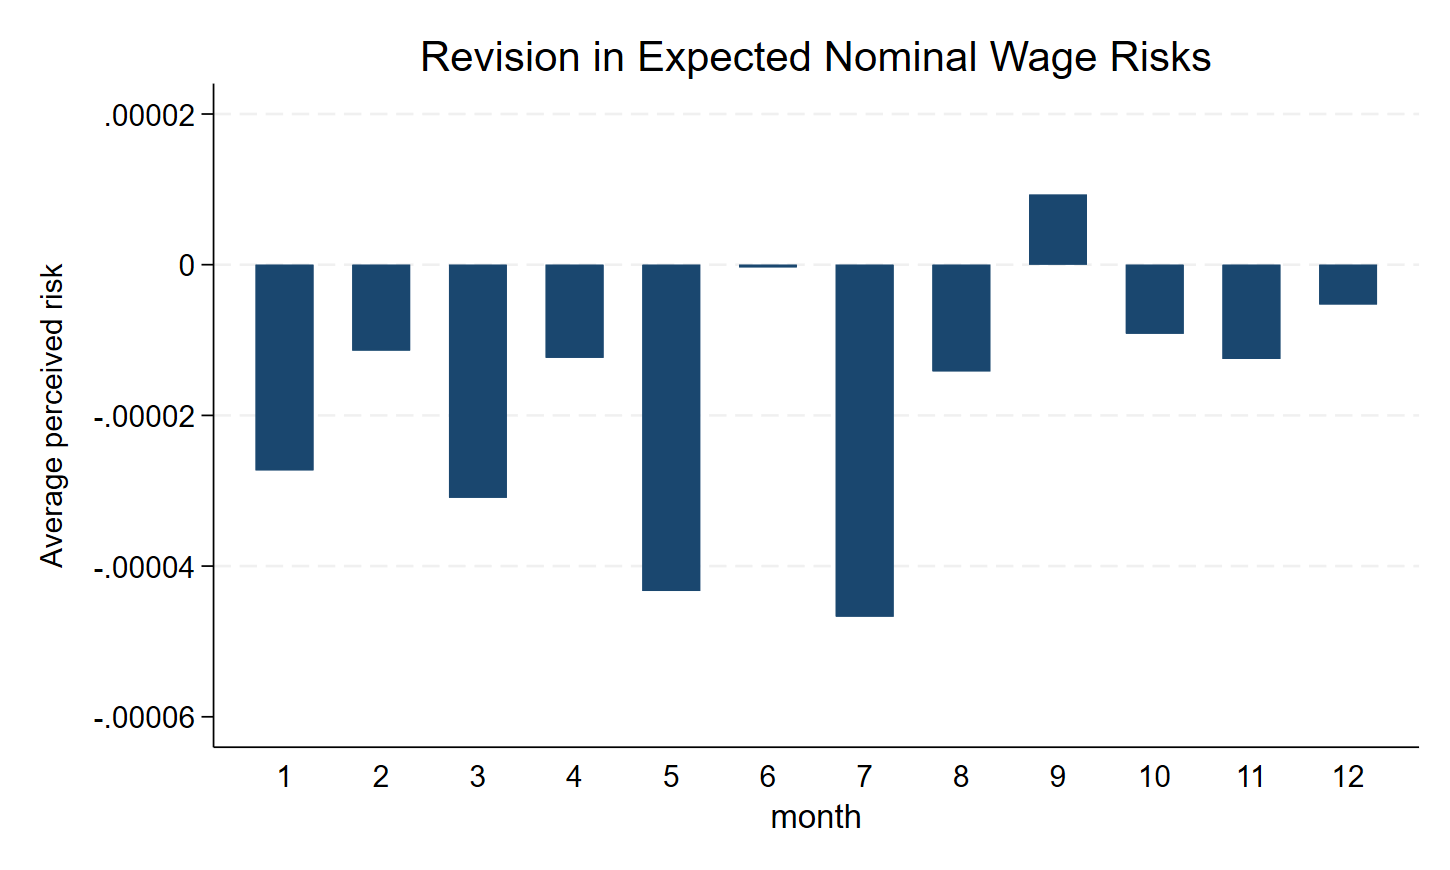 Revision in Expected Nominal Wage Risks
.00002
0
-.00002
-.00004
-.00006
Average perceived risk
1 2 3 4 5 6 7 8 9 10 11 12
month